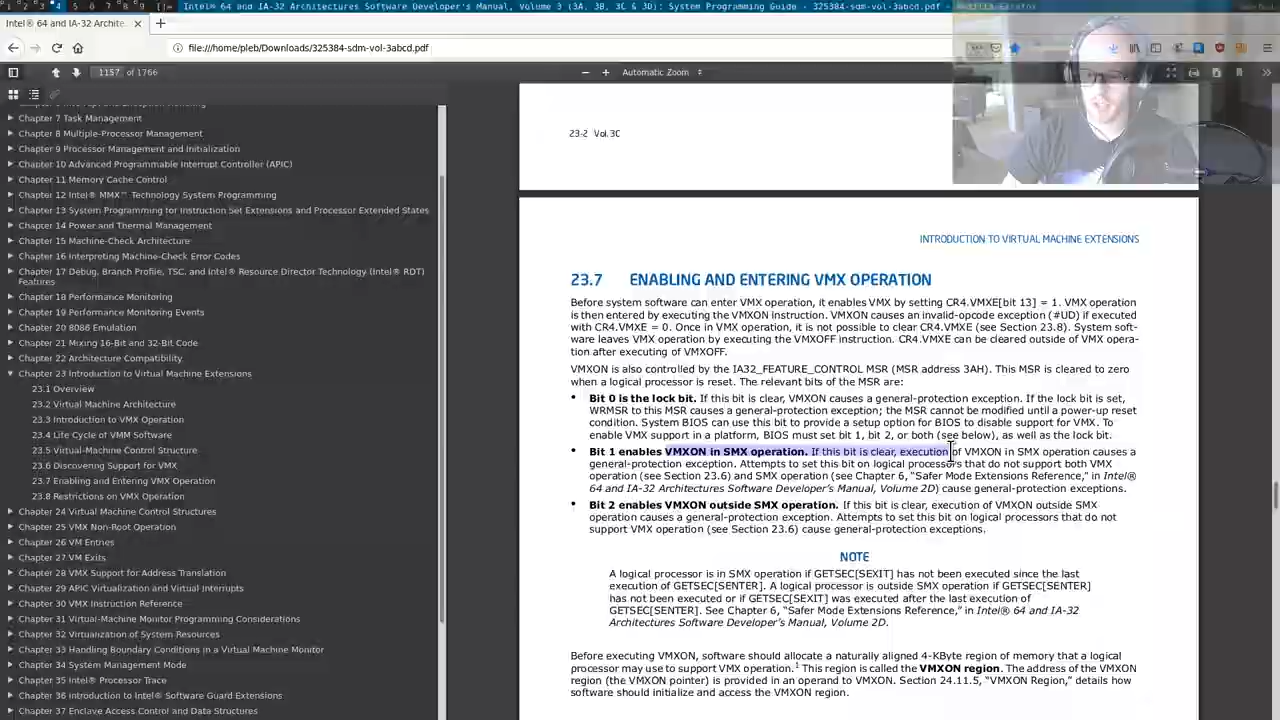 Intel® 64 and IA-32 Architectures Software Developer's Manual, Volume 3 (3A, 3B, 3C & 3D): System Programming Guide - 325384-sdm-vol-3abcd.pdf
Intel® 64 and IA-32 Archite
file:///home/pleb/Downloads/325384-sdm-vol-3abcd.pdf
1157 of 1766
Automatic Zoom
Chapter 7 Task Management
Chapter 8 Multiple-Processor Management
Chapter 9 Processor Management and Initialization
Chapter 10 Advanced Programmable Interrupt Controller (APIC)
Chapter 11 Memory Cache Control
Chapter 12 Intel® MMX™ Technology System Programming
Chapter 13 System Programming for Instruction Set Extensions and Processor Extended States
Chapter 14 Power and Thermal Management
Chapter 15 Machine-Check Architecture
Chapter 16 Interpreting Machine-Check Error Codes
Chapter 17 Debug, Branch Profile, TSC, and Intel® Resource Director Technology (Intel® RDT)
Features
Chapter 18 Performance Monitoring
Chapter 19 Performance Monitoring Events
Chapter 20 8086 Emulation
Chapter 21 Mixing 16-Bit and 32-Bit Code
Chapter 22 Architecture Compatibility
Chapter 23 Introduction to Virtual Machine Extensions
23.1 Overview
23.2 Virtual Machine Architecture
23.3 Introduction to VMX Operation
23.4 Life Cycle of VMM Software
23.5 Virtual-Machine Control Structure
23.6 Discovering Support for VMX
23.7 Enabling and Entering VMX Operation
23.8 Restrictions on VMX Operation
Chapter 24 Virtual Machine Control Structures
Chapter 25 VMX Non-Root Operation
Chapter 26 VM Entries
Chapter 27 VM Exits
Chapter 28 VMX Support for Address Translation
Chapter 29 APIC Virtualization and Virtual Interrupts
Chapter 30 VMX Instruction Reference
Chapter 31 Virtual-Machine Monitor Programming Considerations
Chapter 32 Virtualization of System Resources
Chapter 33 Handling Boundary Conditions in a Virtual Machine Monitor
Chapter 34 System Management Mode
Chapter 35 Intel® Processor Trace
Chapter 36 Introduction to Intel® Software Guard Extensions
Chapter 37 Enclave Access Control and Data Structures
23-2 Vol. 3C
INTRODUCTION TO VIRTUAL MACHINE EXTENSIONS
23.7 ENABLING AND ENTERING VMX OPERATION
Before system software can enter VMX operation, it enables VMX by setting CR4.VMXE[bit 13] = 1. VMX operation
is then entered by executing the VMXON instruction. VMXON causes an invalid-opcode exception (#UD) if executed
with CR4.VMXE = 0. Once in VMX operation, it is not possible to clear CR4.VMXE (see Section 23.8). System soft-
ware leaves VMX operation by executing the VMXOFF instruction. CR4.VMXE can be cleared outside of VMX opera-
tion after executing of VMXOFF.
VMXON is also controlled by the IA32_FEATURE_CONTROL MSR (MSR address 3AH). This MSR is cleared to zero
when a logical processor is reset. The relevant bits of the MSR are:
• Bit 0 is the lock bit. If this bit is clear, VMXON causes a general-protection exception. If the lock bit is set,
WRMSR to this MSR causes a general-protection exception; the MSR cannot be modified until a power-up reset
condition. System BIOS can use this bit to provide a setup option for BIOS to disable support for VMX. To
enable VMX support in a platform, BIOS must set bit 1, bit 2, or both (see below), as well as the lock bit.
• Bit 1 enables VMXON in SMX operation. If this bit is clear, execution of VMXON in SMX operation causes a
general-protection exception. Attempts to set this bit on logical processors that do not support both VMX
operation (see Section 23.6) and SMX operation (see Chapter 6, “Safer Mode Extensions Reference,” in Intel®
64 and IA-32 Architectures Software Developer's Manual, Volume 2D) cause general-protection exceptions.
• Bit 2 enables VMXON outside SMX operation. If this bit is clear, execution of VMXON outside SMX
operation causes a general-protection exception. Attempts to set this bit on logical processors that do not
support VMX operation (see Section 23.6) cause general-protection exceptions.
NOTE
A logical processor is in SMX operation if GETSEC[SEXIT] has not been executed since the last
execution of GETSEC[SENTER]. A logical processor is outside SMX operation if GETSEC[SENTER]
has not been executed or if GETSEC[SEXIT] was executed after the last execution of
GETSEC[SENTER]. See Chapter 6, “Safer Mode Extensions Reference,” in Intel® 64 and IA-32
Architectures Software Developer's Manual, Volume 2D.
Before executing VMXON, software should allocate a naturally aligned 4-KByte region of memory that a logical
processor may use to support VMX operation.1 This region is called the VMXON region. The address of the VMXON
region (the VMXON pointer) is provided in an operand to VMXON. Section 24.11.5, “VMXON Region,” details how
software should initialize and access the VMXON region.